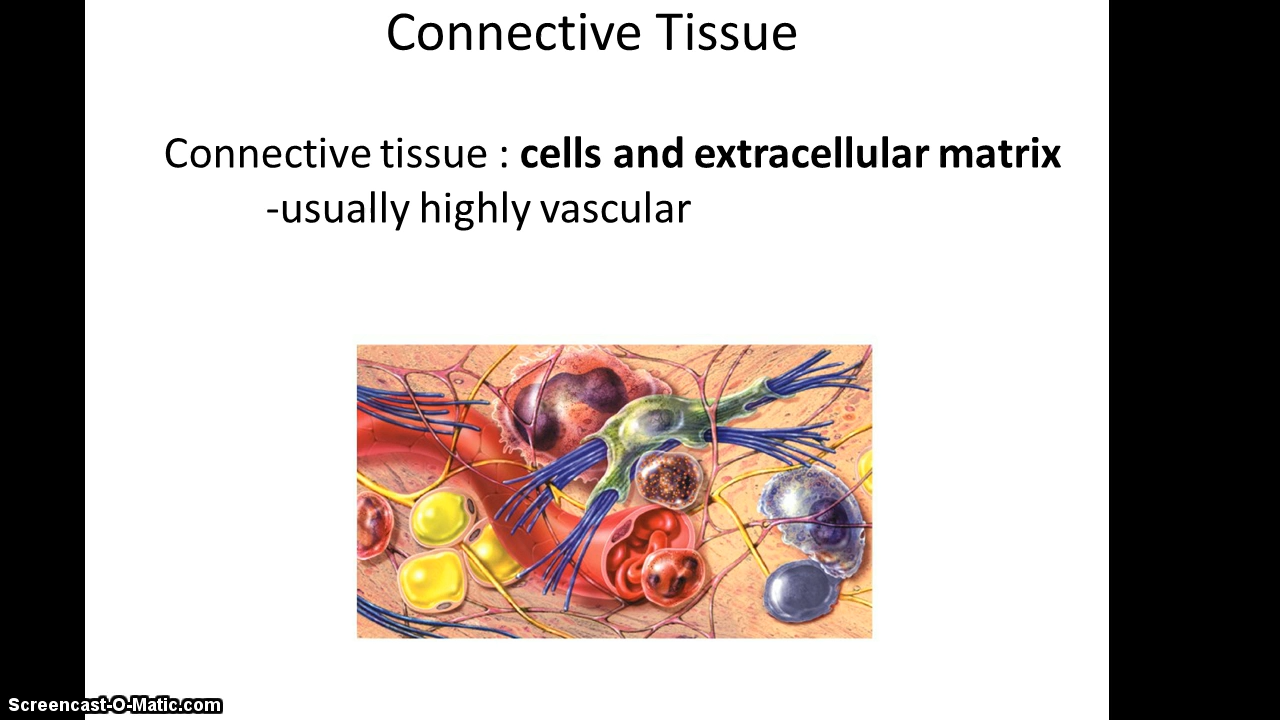 Connective Tissue
Connective tissue : cells and extracellular matrix
-usually highly vascular
Screencast-O-Matic.com